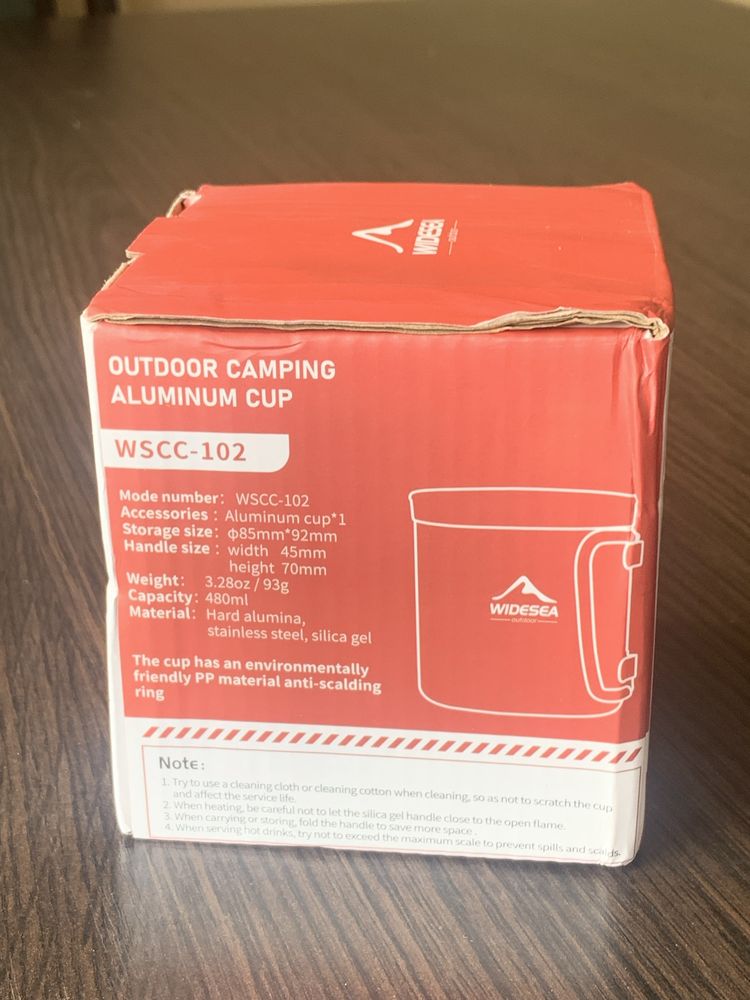 WIDESEA
outdoor
OUTDOOR CAMPING
ALUMINUM CUP
WSCC-102
Mode number: WSCC-102
Accessories : Aluminum cup*1
Storage size: φ85mm*92mm
Handle size : width 45mm
height 70mm
Weight: 3.28oz / 93g
Capacity: 480ml
Material: Hard alumina,
stainless steel, silica gel
The cup has an environmentally
friendly PP material anti-scalding
ring
WIDESEA
outdoor
Note:
1. Try to use a cleaning cloth or cleaning cotton when cleaning, so as not to scratch the cup
and affect the service life.
2. When heating, be careful not to let the silica gel handle close to the open flame.
3. When carrying or storing, fold the handle to save more space .
4. When serving hot drinks, try not to exceed the maximum scale to prevent spills and scalds.